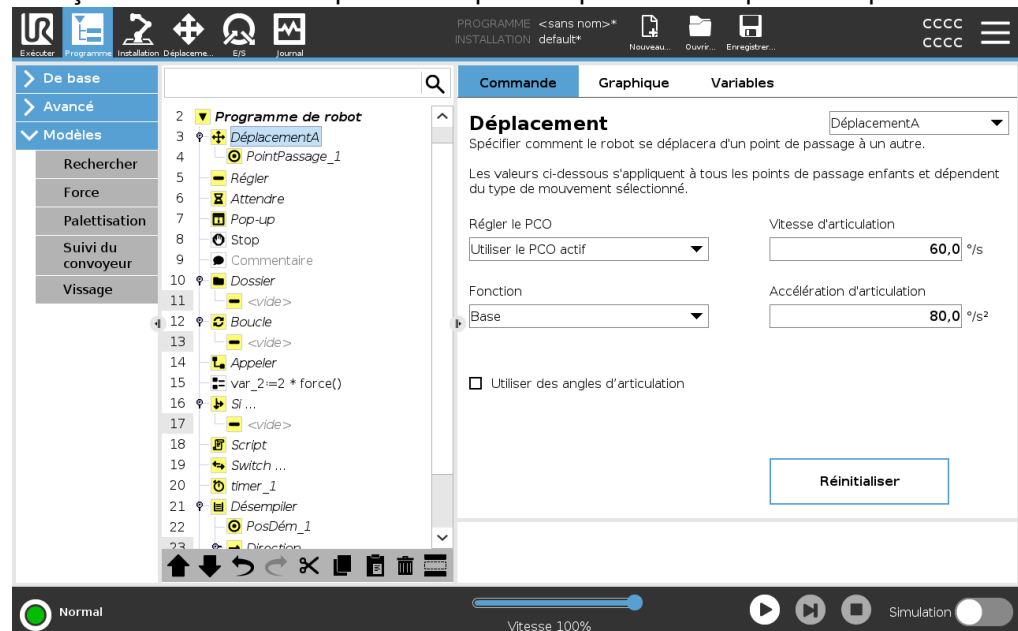 PROGRAMME <sans nom>*
INSTALLATION default*
Nouveau... Ouvrir... Enregistrer...
CCCC
CCCC
Exécuter Programme Installation Déplaceme... E/S Journal
De base
Avancé
Modèles
Rechercher
Force
Palettisation
Suivi du
convoyeur
Vissage
2 Programme de robot
3 DéplacementA
4 PointPassage_1
5 Régler
6 Attendre
7 Pop-up
8 Stop
9 Commentaire
10 Dossier
11 <vide>
12 Boucle
13 <vide>
14 Appeler
15 var_2:=2 * force()
16 Si ...
17 <vide>
18 Script
19 Switch ...
20 timer_1
21 Désempiler
22 PosDém_1
23 Direction
Commande Graphique Variables
Déplacement
DéplacementA
Spécifier comment le robot se déplacera d'un point de passage à un autre.
Les valeurs ci-dessous s'appliquent à tous les points de passage enfants et dépendent
du type de mouvement sélectionné.
Régler le PCO Vitesse d'articulation
Utiliser le PCO actif 60,0 °/s
Fonction Accélération d'articulation
Base 80,0 °/s²
Utiliser des angles d'articulation
Réinitialiser
Normal
Vitesse 100%
Simulation